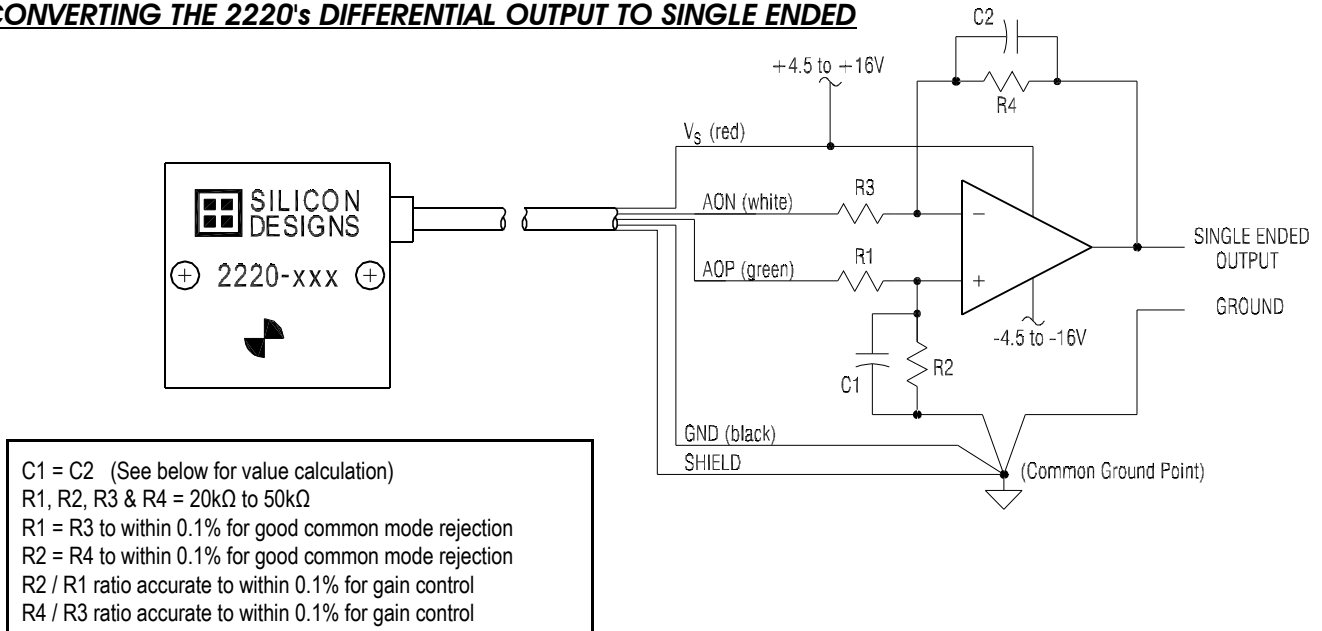 CONVERTING THE 2220's DIFFERENTIAL OUTPUT TO SINGLE ENDED
C2
+4.5 to +16V
R4
VS (red)
SILICON
DESIGNS
2220-xxx
AON (white)
R3
−
SINGLE ENDED
OUTPUT
AOP (green)
R1
+
GROUND
-4.5 to -16V
C1
R2
GND (black)
SHIELD
(Common Ground Point)
C1 = C2 (See below for value calculation)
R1, R2, R3 & R4 = 20kΩ to 50kΩ
R1 = R3 to within 0.1% for good common mode rejection
R2 = R4 to within 0.1% for good common mode rejection
R2 / R1 ratio accurate to within 0.1% for gain control
R4 / R3 ratio accurate to within 0.1% for gain control